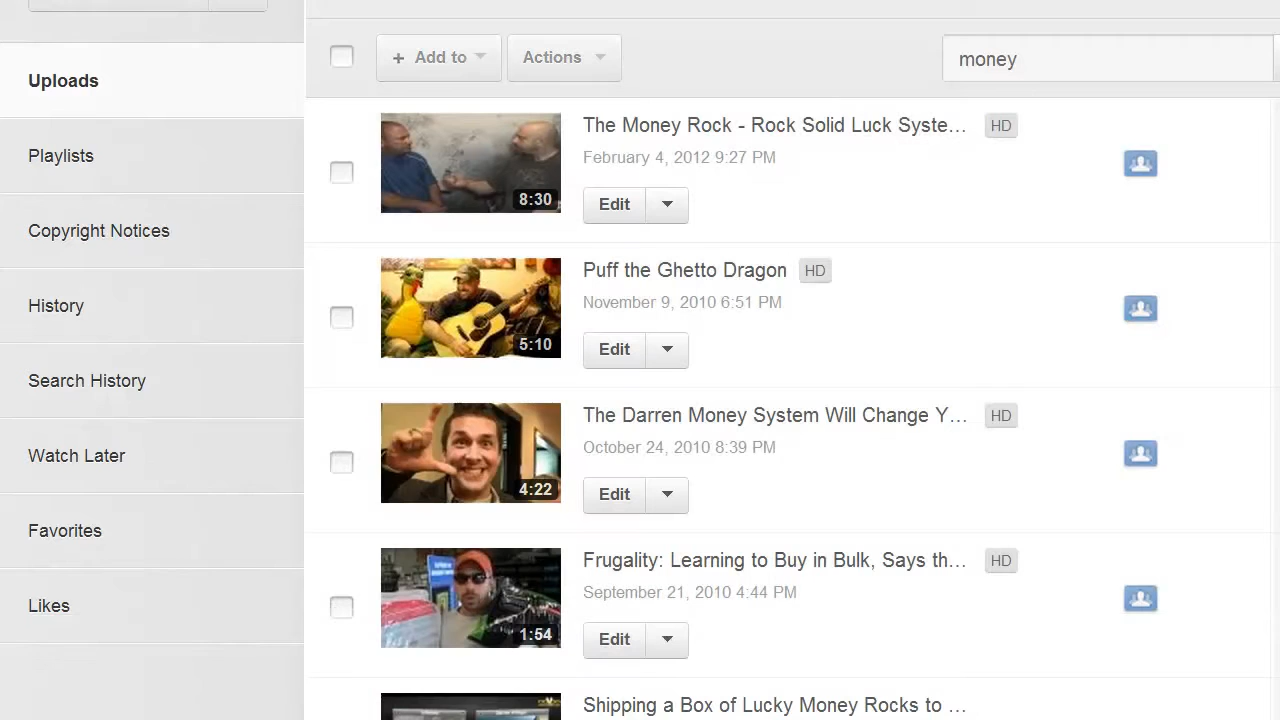 Uploads
Playlists
Copyright Notices
History
Search History
Watch Later
Favorites
Likes
+ Add to
Actions
money
The Money Rock - Rock Solid Luck Syste... HD
February 4, 2012 9:27 PM
8:30
Edit
Puff the Ghetto Dragon HD
November 9, 2010 6:51 PM
5:10
Edit
The Darren Money System Will Change Y... HD
October 24, 2010 8:39 PM
4:22
Edit
Frugality: Learning to Buy in Bulk, Says th... HD
September 21, 2010 4:44 PM
1:54
Edit
Shipping a Box of Lucky Money Rocks to ...